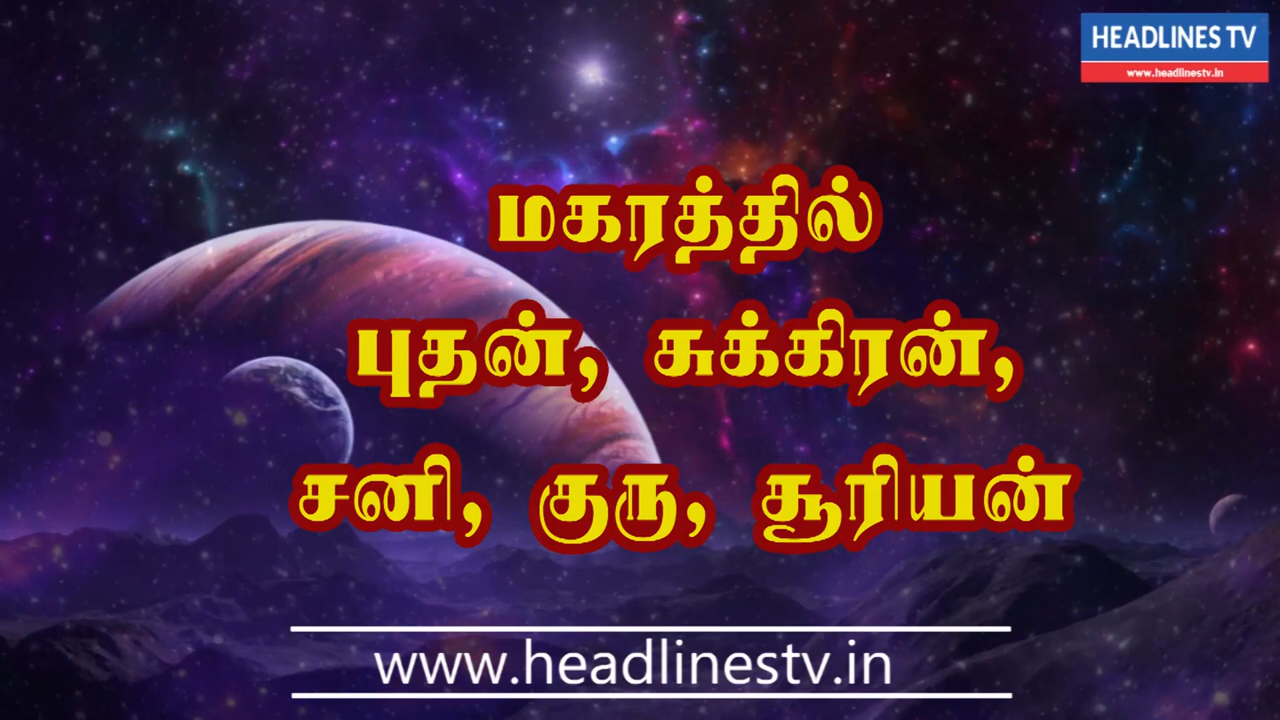 HEADLINES TV
www.headlinestv.in
மகரத்தில்
புதன், சுக்கிரன்,
சனி, குரு, சூரியன்
www.headlinestv.in